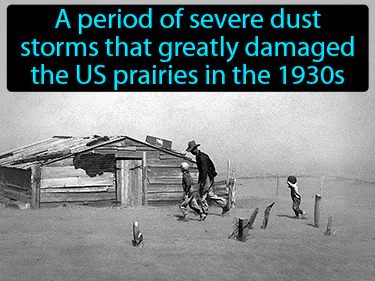 A period of severe dust
storms that greatly damaged
the US prairies in the 1930s